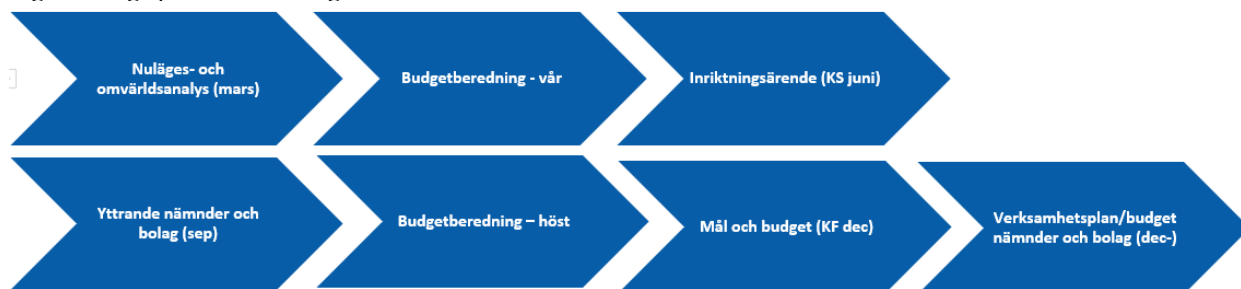 Nuläges- och
omvärldsanalys (mars)
Budgetberedning - vår
Inriktningsärende (KS juni)
Yttrande nämnder och
bolag (sep)
Budgetberedning – höst
Mål och budget (KF dec)
Verksamhetsplan/budget
nämnder och bolag (dec-)